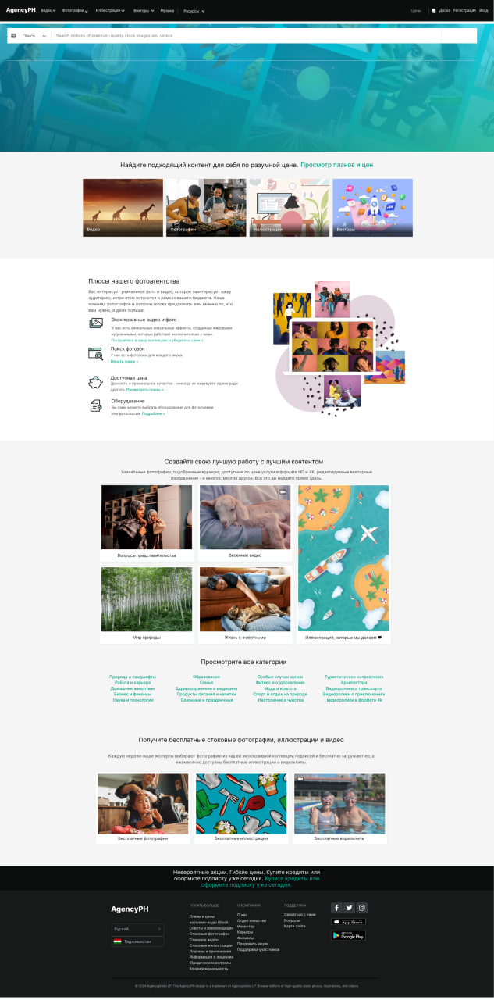 AgencyPH
Видео Фотографии Иллюстрации Векторы Музыка Ресурсы Цены Доска Регистрация Вход
Поиск Search millions of premium-quality stock images and videos
Найдите подходящий контент для себя по разумной цене. Просмотр планов и цен
Видео Фотографии Иллюстрации Векторы
Плюсы нашего фотоагентства
Вас интересует уникальное фото и видео, которое заинтересует вашу
аудиторию, и при этом останется в рамках вашего бюджета. Наша
команда фотографов и фотозон готова предложить вам именно то, что
вам нужно, и даже больше.
Эксклюзивные видео и фото
У нас есть уникальные визуальные эффекты, созданные мировыми
художниками, которые работают исключительно с нами.
Погрузитесь в нашу коллекцию и убедитесь сами >
Поиск фотозон
У нас есть фотозоны для каждого вкуса.
Начать поиск >
Доступная цена
Ценность и премиальное качество - никогда не жертвуйте одним ради
другого. Посмотреть планы >
Оборудование
Вы сами можете выбрать оборудование для фотосъемки
или фотосессии. Подробнее >
Создайте свою лучшую работу с лучшим контентом
Уникальные фотографии, подобранные вручную, доступные по цене услуги в формате HD и 4K, редактируемые векторные
изображения - и многое, многое другое. Все это вы найдете прямо здесь.
Вопросы представительства
Весеннее видео
Мир природы
Жизнь с животными
Иллюстрации, которые мы делаем ♥
Просмотрите все категории
Природа и ландшафты Образование Особые случаи жизни Туристические направления
Работа и карьера Семья Фитнес и оздоровление Архитектура
Домашние животные Здравоохранение и медицина Мода и красота Видеоролики о транспорте
Бизнес и финансы Продукты питания и напитки Спорт и отдых на природе Видеоролики о приключениях
Наука и технологии Сезонные и праздничные Настроение и чувства видеоролики в формате 4k
Получите бесплатные стоковые фотографии, иллюстрации и видео
Каждую неделю наши эксперты выбирают фотографию из нашей эксклюзивной коллекции подписей и бесплатно загружают ее, а
ежемесячно доступны бесплатные иллюстрации и видеоклипы.
Бесплатные фотографии Бесплатные иллюстрации Бесплатные видеоклипы
Невероятные акции. Гибкие цены. Купите кредиты или
оформите подписку уже сегодня. Купите кредиты или
оформите подписку уже сегодня.
AgencyPH
Руский
Таджикистан
УЗНАТЬ БОЛЬШЕ
Планы и цены
на промо-коды iStock
Советы и рекомендации
Стоковые фотографии
Стоковое видео
Стоковые иллюстрации
Плагины и приложения
Информация о лицензии
Юридические вопросы
Конфиденциальность
О КОМПАНИИ
О нас
Отдел новостей
Инвестор
Карьеры
Филиалы
Продавать акции
Поддержка участников
ПОДДЕРЖКА
Связаться с нами
Вопросы
Карта сайта
App Store
Google Play
© 2024 Agencyphoto LP. The AgencyPH design is a trademark of Agencyphoto LP. Browse millions of high-quality stock photos, illustrations, and videos.